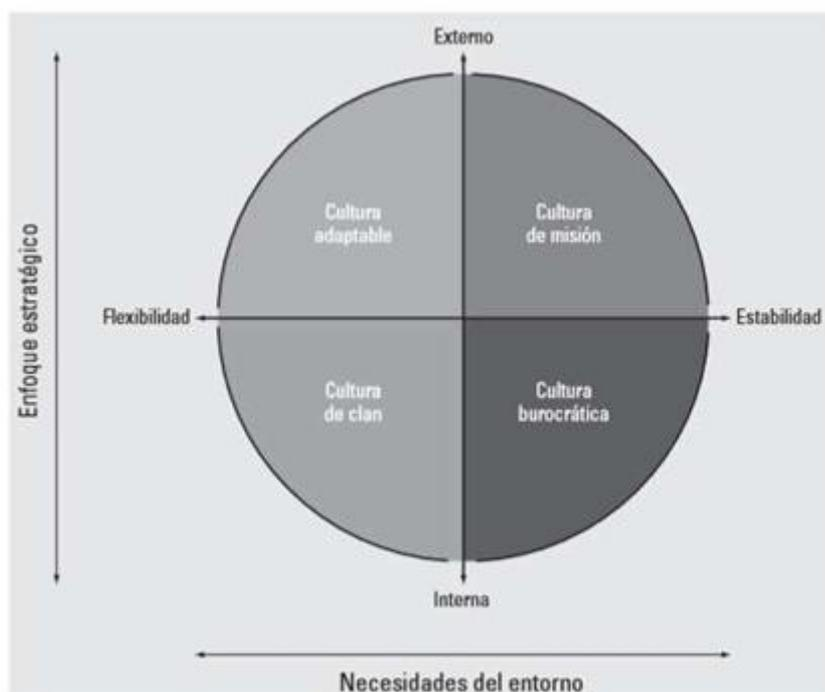 Externo
Enfoque estratégico
Cultura
adaptable
Cultura
de misión
Flexibilidad
Estabilidad
Cultura
de clan
Cultura
burocrática
Interna
Necesidades del entorno